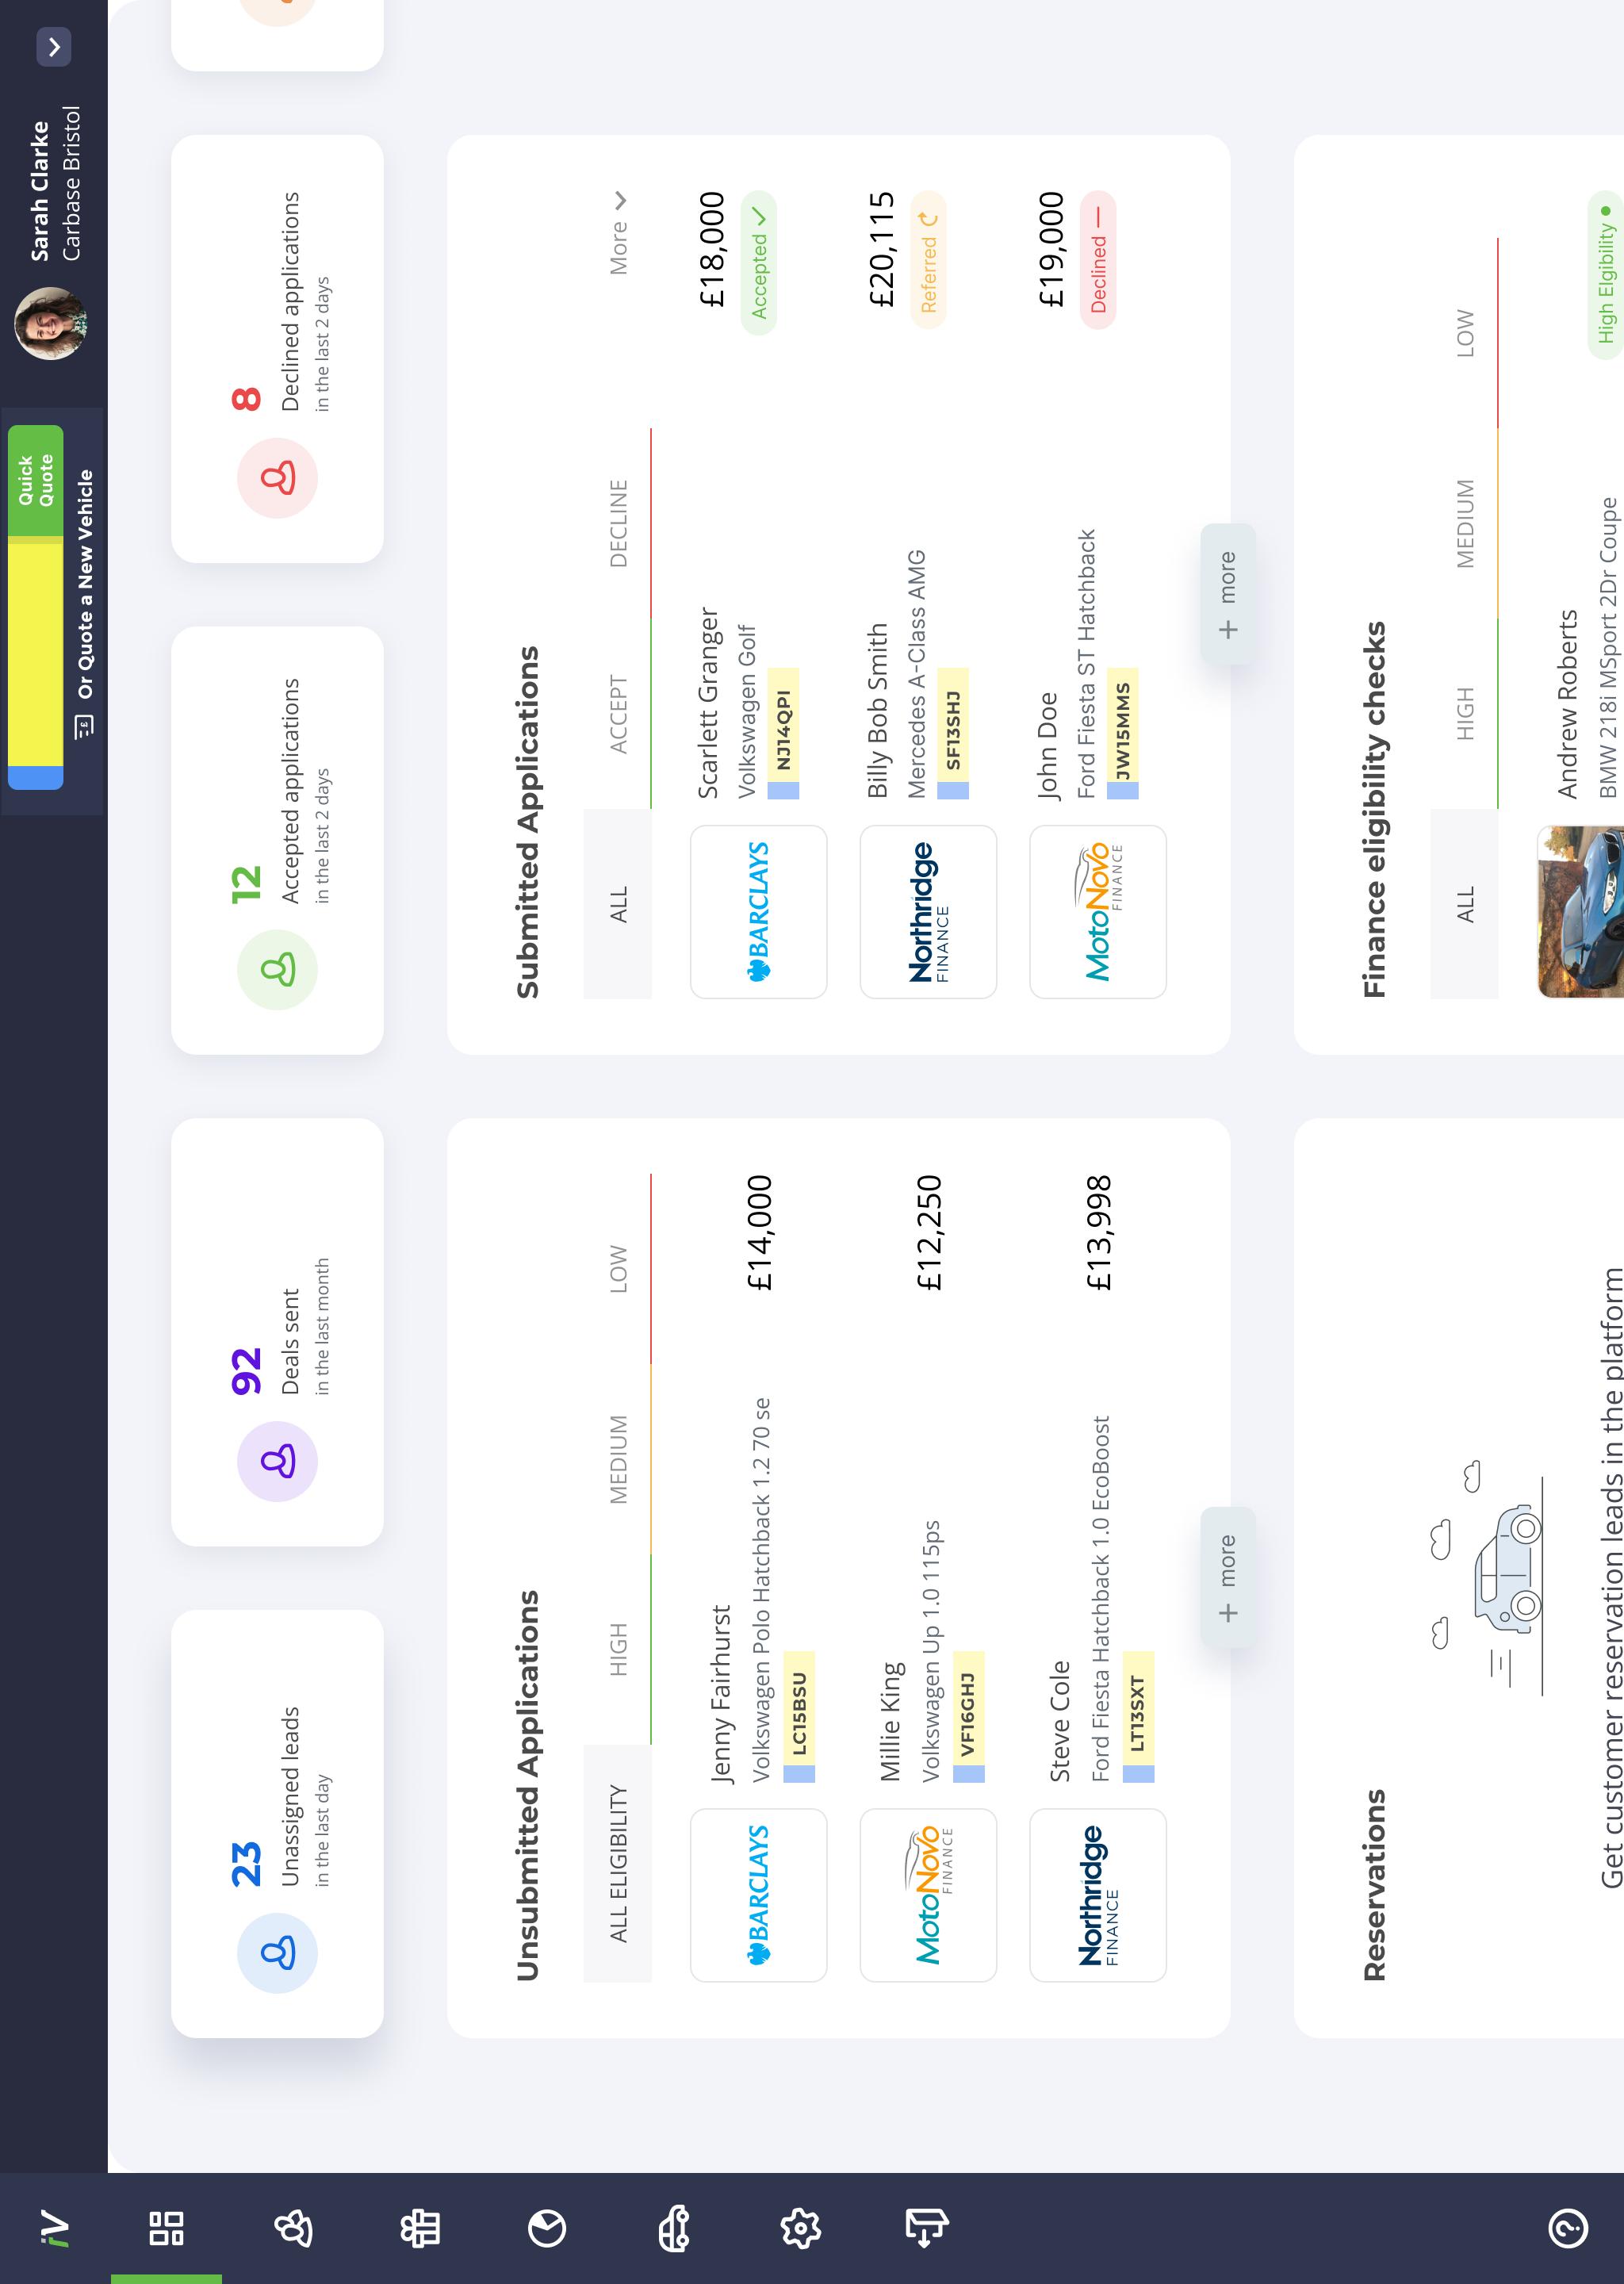 iV
Quick
Quote
Or Quote a New Vehicle
Sarah Clarke
Carbase Bristol
23
Unassigned leads
in the last day
92
Deals sent
in the last month
12
Accepted applications
in the last 2 days
8
Declined applications
in the last 2 days
Unsubmitted Applications
ALL ELIGIBILITY
HIGH
MEDIUM
LOW
BARCLAYS
Jenny Fairhurst
Volkswagen Polo Hatchback 1.2 70 se
LC15BSU
£14,000
MotoNovo
FINANCE
Millie King
Volkswagen Up 1.0 115ps
VF16GHJ
£12,250
Northridge
FINANCE
Steve Cole
Ford Fiesta Hatchback 1.0 EcoBoost
LT13SXT
£13,998
+ more
Submitted Applications
ALL
ACCEPT
DECLINE
More
BARCLAYS
Scarlett Granger
Volkswagen Golf
NJ14QPI
£18,000
Accepted
Northridge
FINANCE
Billy Bob Smith
Mercedes A-Class AMG
SF13SHJ
£20,115
Referred
MotoNovo
FINANCE
John Doe
Ford Fiesta ST Hatchback
JW15MMS
£19,000
Declined
+ more
Reservations
Get customer reservation leads in the platform
Finance eligibility checks
ALL
HIGH
MEDIUM
LOW
Andrew Roberts
BMW 218i MSport 2Dr Coupe
High Elgibility